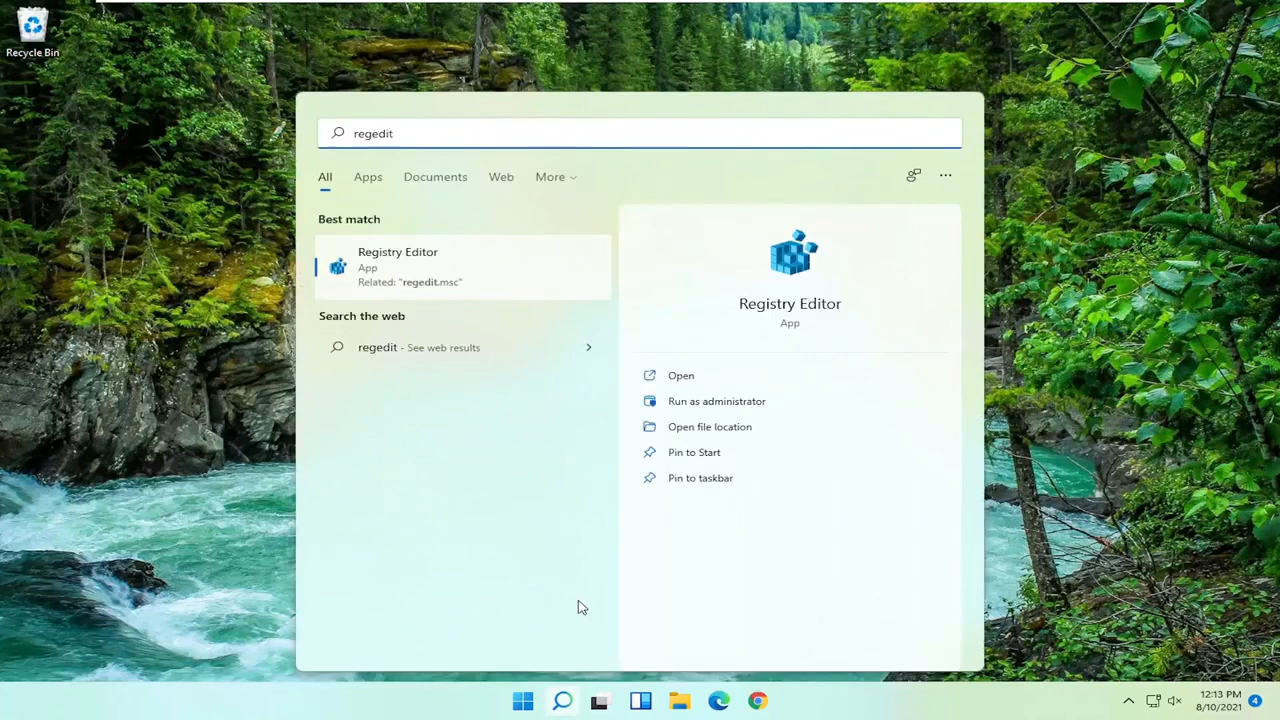 Recycle Bin
regedit
All Apps Documents Web More
Best match
Registry Editor
App
Related: "regedit.msc"
Search the web
regedit - See web results
Registry Editor
App
Open
Run as administrator
Open file location
Pin to Start
Pin to taskbar
12:13 PM
8/10/2021
4